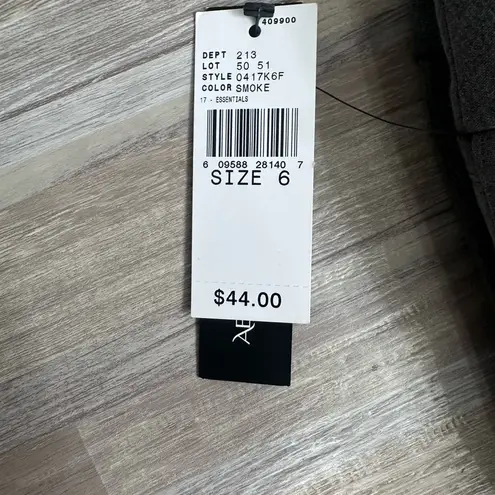 409900
DEPT 213
LOT 50 51
STYLE 0417K6F
COLOR SMOKE
17 - ESSENTIALS
6 09588 28140 7
SIZE 6
$44.00